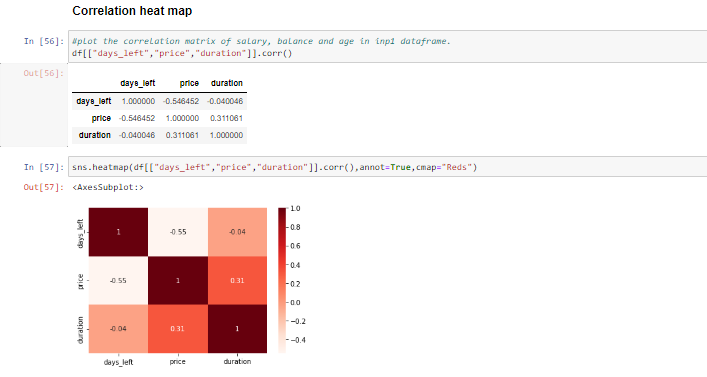 Correlation heat map
In [56]: #plot the correlation matrix of salary, balance and age in inp1 dataframe.
df[["days_left","price","duration"]].corr()
Out[56]:
days_left price duration
days_left 1.000000 -0.546452 -0.040046
price -0.546452 1.000000 0.311061
duration -0.040046 0.311061 1.000000
In [57]: sns.heatmap(df[["days_left","price","duration"]].corr(),annot=True,cmap="Reds")
Out[57]: <AxesSubplot:>
1.0
days_left 1 -0.55 -0.04
0.8
0.6
0.4
price -0.55 1 0.31
0.2
0.0
duration -0.04 0.31 1
-0.2
-0.4
days_left price duration